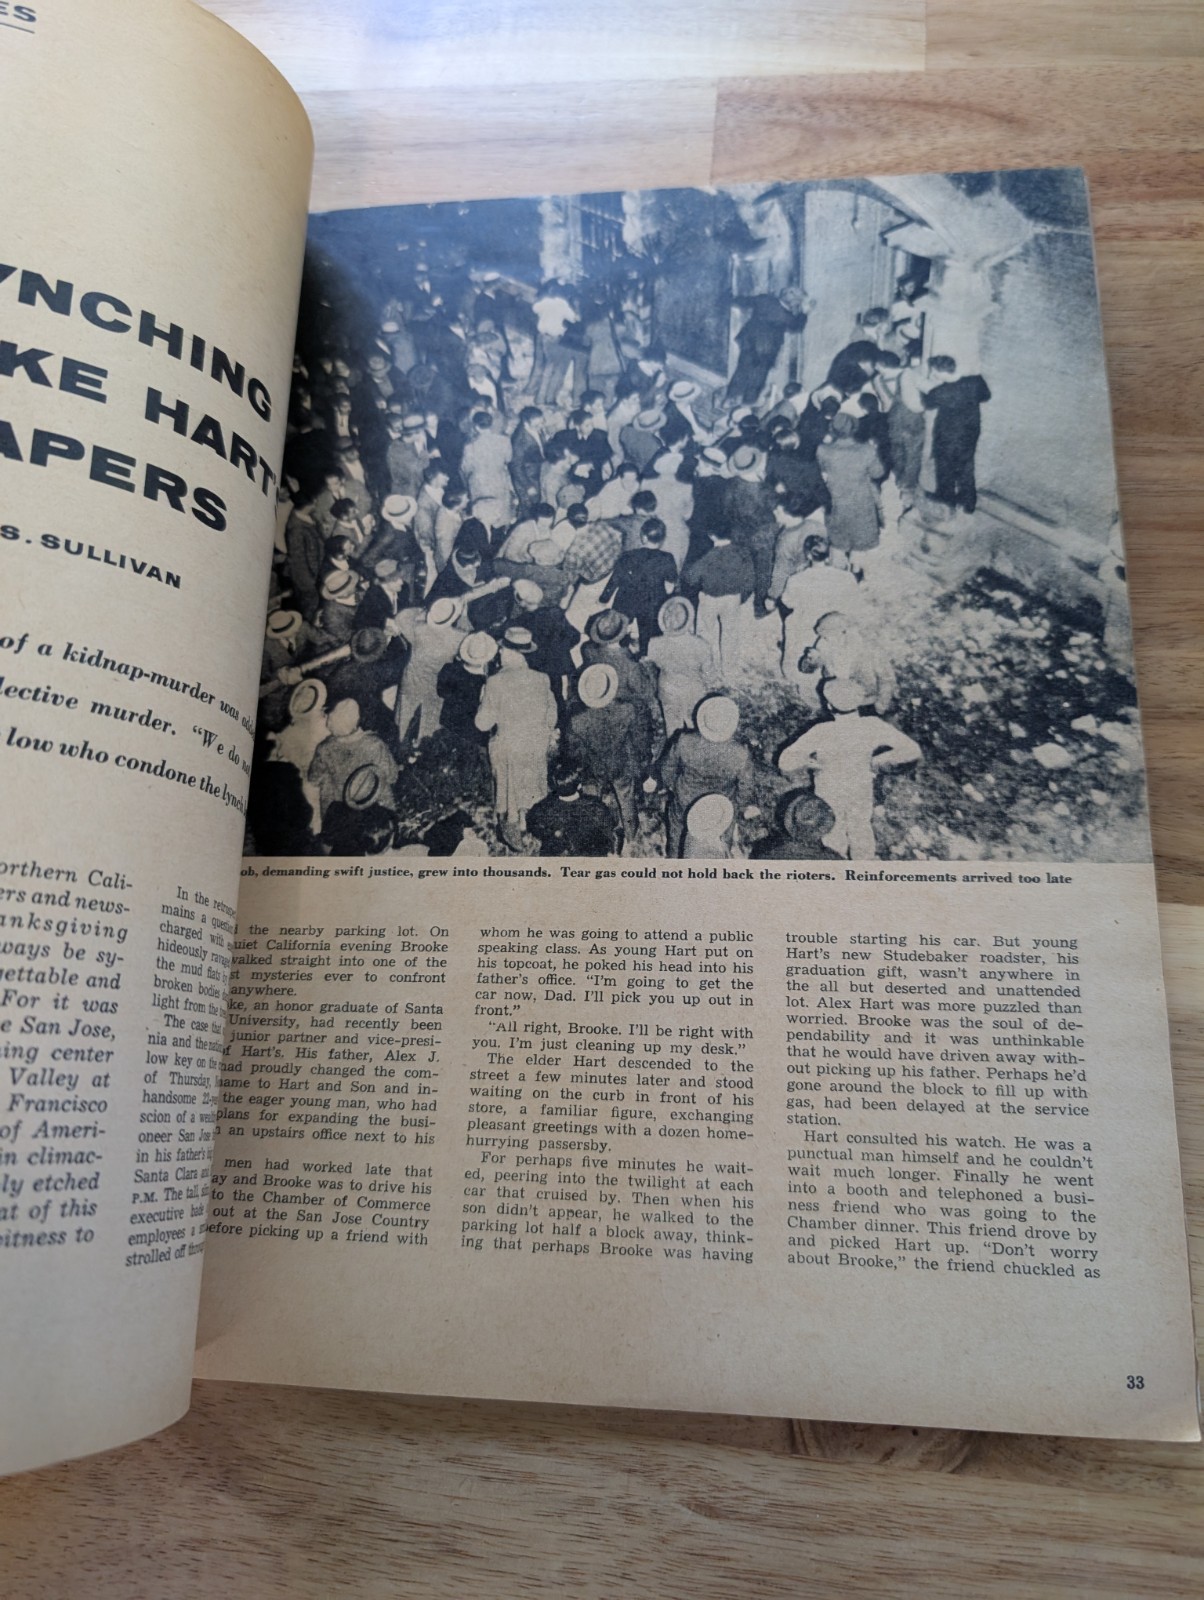 ES
YNCHING
KE HART'
APERS
S. SULLIVAN
of a kidnap-murder was
lective murder. "We do
low who condone the lynch
orthern Cali-
ers and news-
anksgiving
ways be sy-
gettable and
For it was
e San Jose,
ing center
Valley at
Francisco
of Ameri-
in climac-
ly etched
at of this
itness to
In the
mains a
charged with
hideously
the mud flats
broken bodies
light from the
The case that
nia and the
low key on the
of Thursday,
handsome 22-
scion of a
oneer San Jose
in his father's
Santa Clara
P.M. The tall,
executive bade
employees a
strolled off
ob, demanding swift justice, grew into thousands. Tear gas could not hold back the rioters. Reinforcements arrived too late
the nearby parking lot. On
uiet California evening Brooke
walked straight into one of the
st mysteries ever to confront
anywhere.
ke, an honor graduate of Santa
University, had recently been
junior partner and vice-presi-
f Hart's. His father, Alex J.
had proudly changed the com-
ame to Hart and Son and in-
the eager young man, who had
plans for expanding the busi-
an upstairs office next to his
men had worked late that
ay and Brooke was to drive his
to the Chamber of Commerce
out at the San Jose Country
efore picking up a friend with
whom he was going to attend a public
speaking class. As young Hart put on
his topcoat, he poked his head into his
father's office. "I'm going to get the
car now, Dad. I'll pick you up out in
front."
"All right, Brooke. I'll be right with
you. I'm just cleaning up my desk."
The elder Hart descended to the
street a few minutes later and stood
waiting on the curb in front of his
store, a familiar figure, exchanging
pleasant greetings with a dozen home-
hurrying passersby.
For perhaps five minutes he wait-
ed, peering into the twilight at each
car that cruised by. Then when his
son didn't appear, he walked to the
parking lot half a block away, think-
ing that perhaps Brooke was having
trouble starting his car. But young
Hart's new Studebaker roadster, his
graduation gift, wasn't anywhere in
the all but deserted and unattended
lot. Alex Hart was more puzzled than
worried. Brooke was the soul of de-
pendability and it was unthinkable
that he would have driven away with-
out picking up his father. Perhaps he'd
gone around the block to fill up with
gas, had been delayed at the service
station.
Hart consulted his watch. He was a
punctual man himself and he couldn't
wait much longer. Finally he went
into a booth and telephoned a busi-
ness friend who was going to the
Chamber dinner. This friend drove by
and picked Hart up. "Don't worry
about Brooke," the friend chuckled as
33